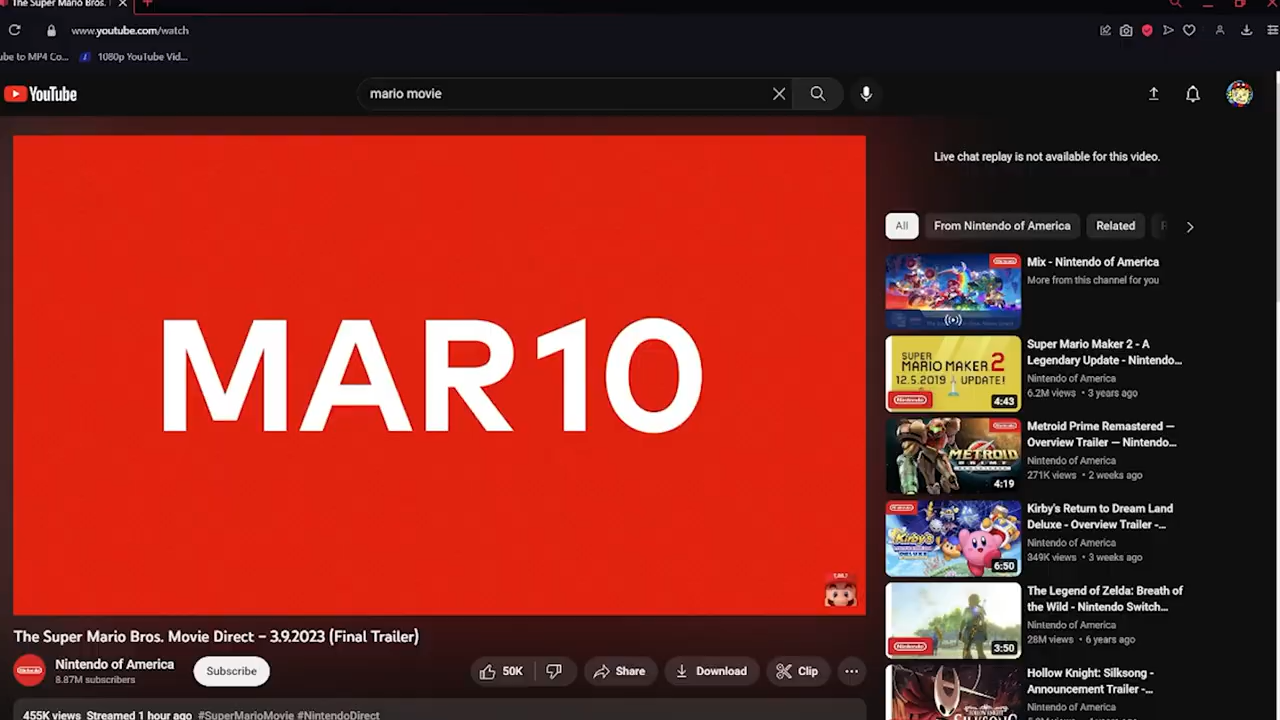 The Super Mario Bros.
www.youtube.com/watch
ube to MP4 Co...
1080p YouTube Vid...
YouTube
mario movie
MAR10
The Super Mario Bros. Movie Direct – 3.9.2023 (Final Trailer)
Nintendo of America
8.87M subscribers
Subscribe
50K
Share
Download
Clip
455K views Streamed 1 hour ago #SuperMarioMovie #NintendoDirect
Live chat replay is not available for this video.
All
From Nintendo of America
Related
Mix - Nintendo of America
More from this channel for you
SUPER
MARIO MAKER 2
12.5.2019 UPDATE!
Nintendo
4:43
Super Mario Maker 2 - A
Legendary Update - Nintendo...
Nintendo of America
6.2M views • 3 years ago
METROID
PRIME
4:19
Metroid Prime Remastered —
Overview Trailer — Nintendo...
Nintendo of America
271K views • 2 weeks ago
Kirby's
6:50
Kirby's Return to Dream Land
Deluxe - Overview Trailer -...
Nintendo of America
349K views • 3 weeks ago
Nintendo
3:50
The Legend of Zelda: Breath of
the Wild - Nintendo Switch...
Nintendo of America
28M views • 6 years ago
Hollow Knight: Silksong -
Announcement Trailer -...
Nintendo of America